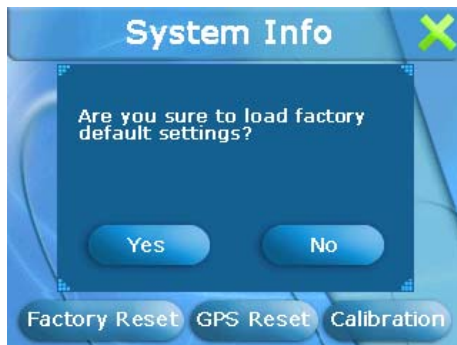 System Info
Are you sure to load factory
default settings?
Yes No
Factory Reset GPS Reset Calibration